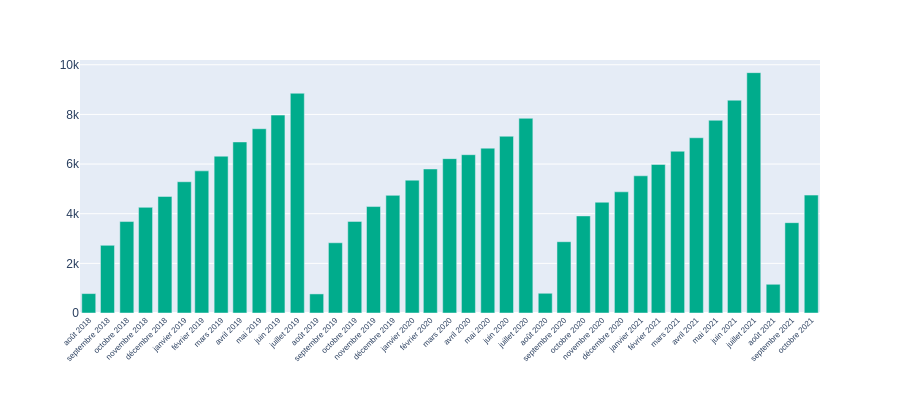 10k
8k
6k
4k
2k
0
août 2018
septembre 2018
octobre 2018
novembre 2018
décembre 2018
janvier 2019
février 2019
mars 2019
avril 2019
mai 2019
juin 2019
juillet 2019
août 2019
septembre 2019
octobre 2019
novembre 2019
décembre 2019
janvier 2020
février 2020
mars 2020
avril 2020
mai 2020
juin 2020
juillet 2020
août 2020
septembre 2020
octobre 2020
novembre 2020
décembre 2020
janvier 2021
février 2021
mars 2021
avril 2021
mai 2021
juin 2021
juillet 2021
août 2021
septembre 2021
octobre 2021